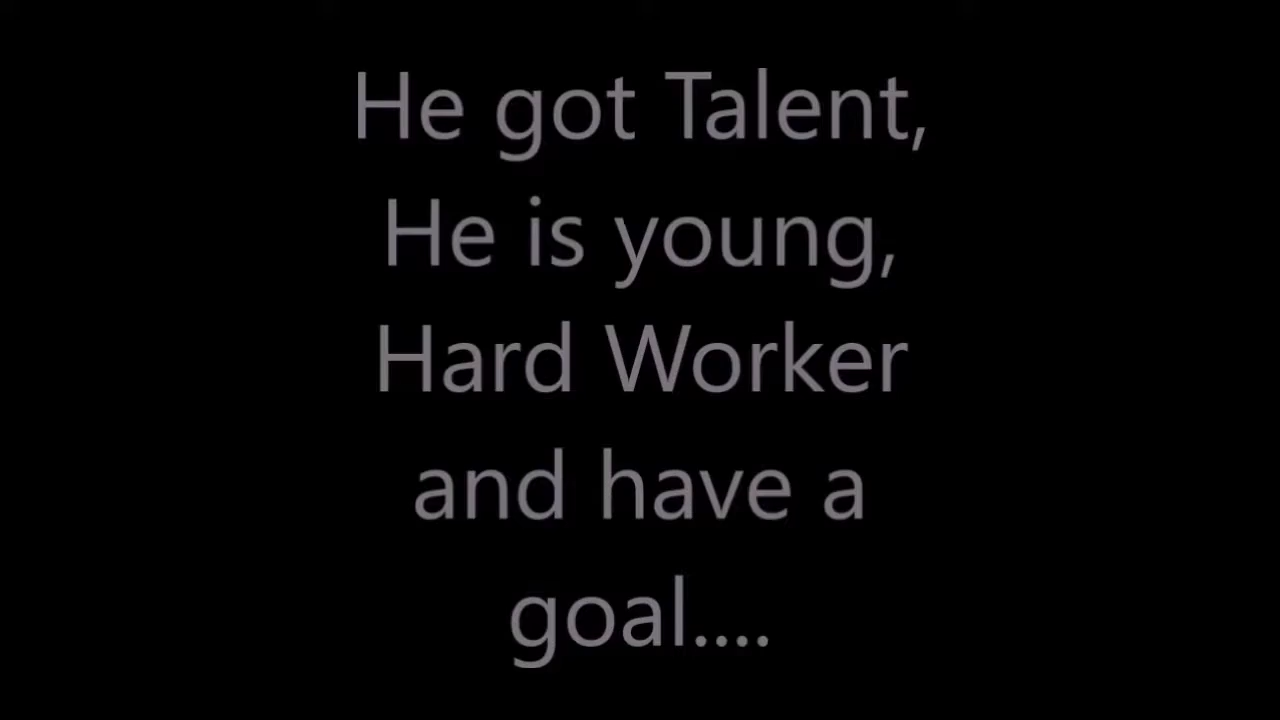 He got Talent,
He is young,
Hard Worker
and have a
goal....